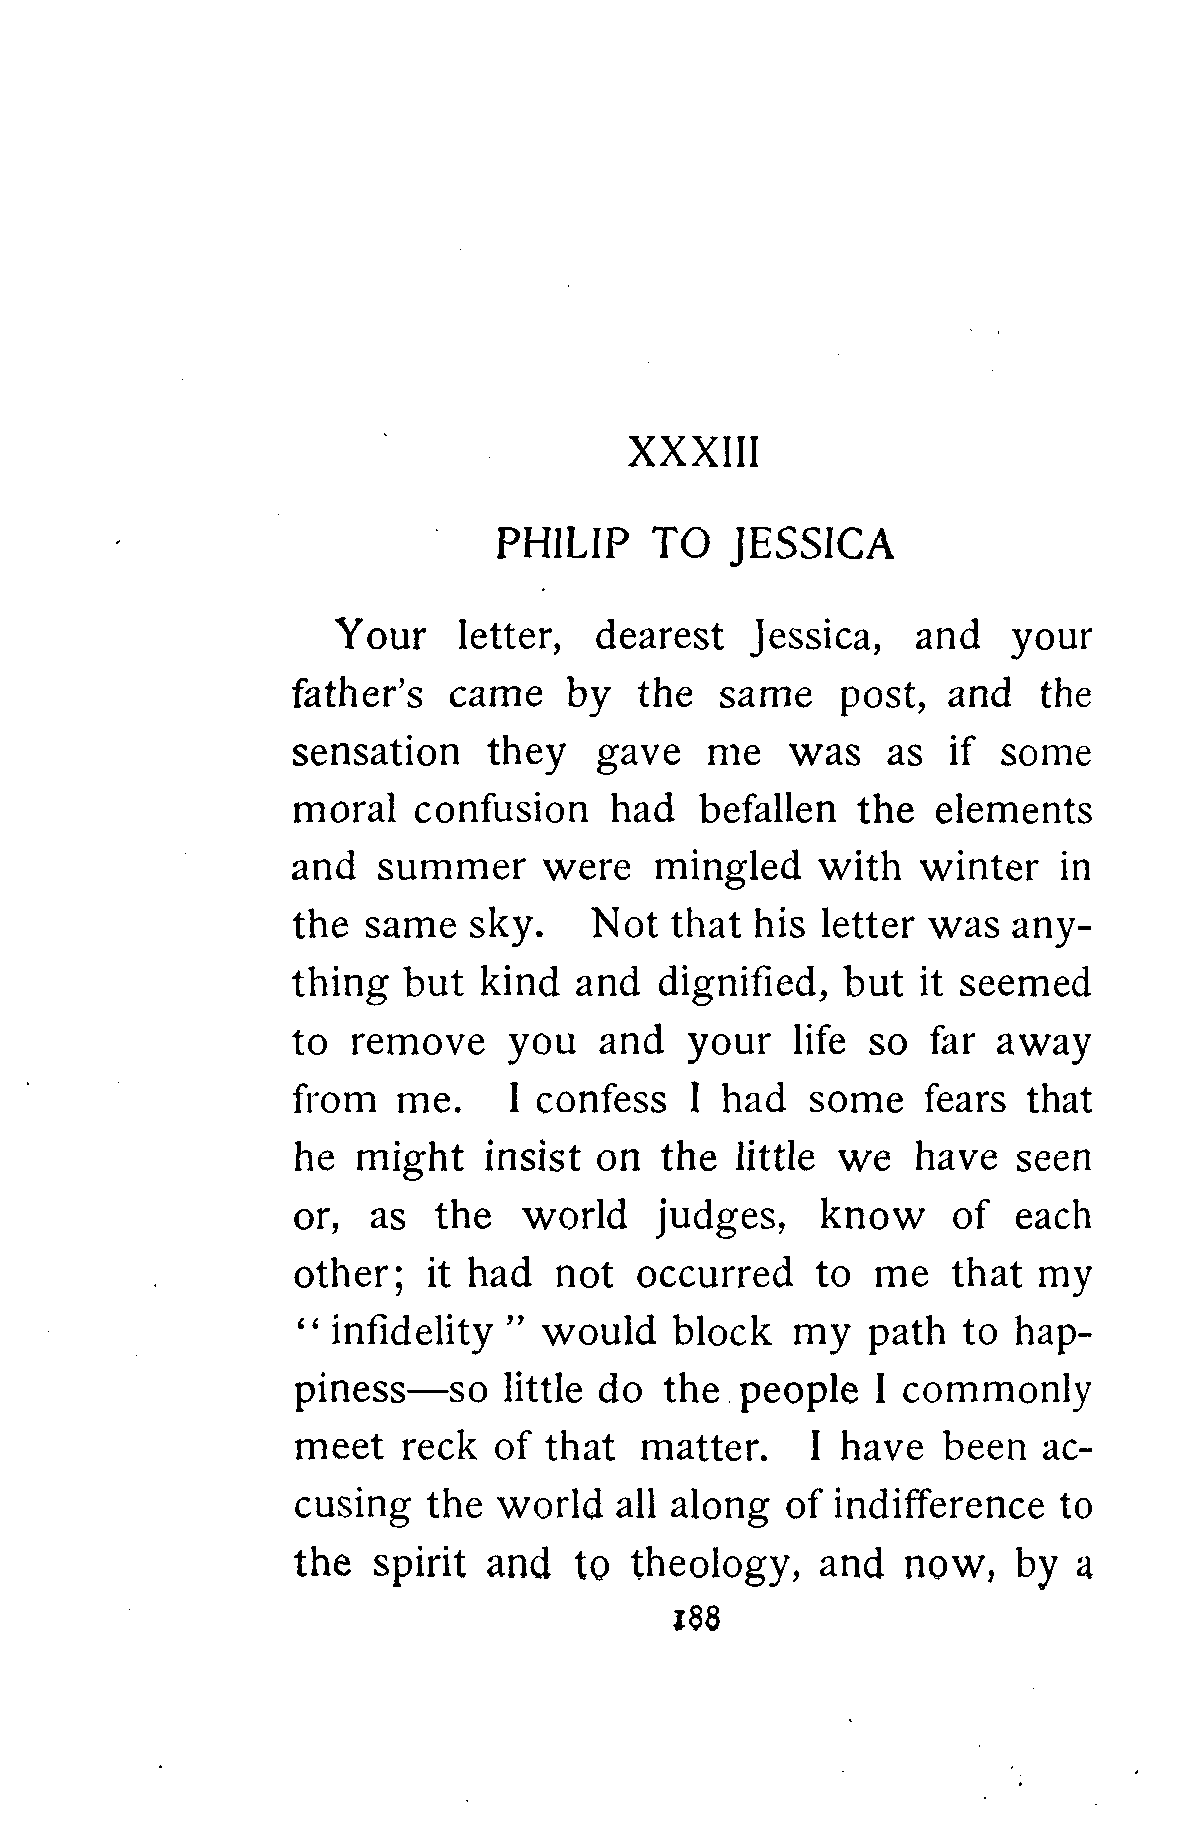 XXXIII
PHILIP TO JESSICA
Your letter, dearest Jessica, and your
father's came by the same post, and the
sensation they gave me was as if some
moral confusion had befallen the elements
and summer were mingled with winter in
the same sky. Not that his letter was any-
thing but kind and dignified, but it seemed
to remove you and your life so far away
from me. I confess I had some fears that
he might insist on the little we have seen
or, as the world judges, know of each
other; it had not occurred to me that my
“ infidelity ” would block my path to hap-
piness—so little do the people I commonly
meet reck of that matter. I have been ac-
cusing the world all along of indifference to
the spirit and to theology, and now, by a
188